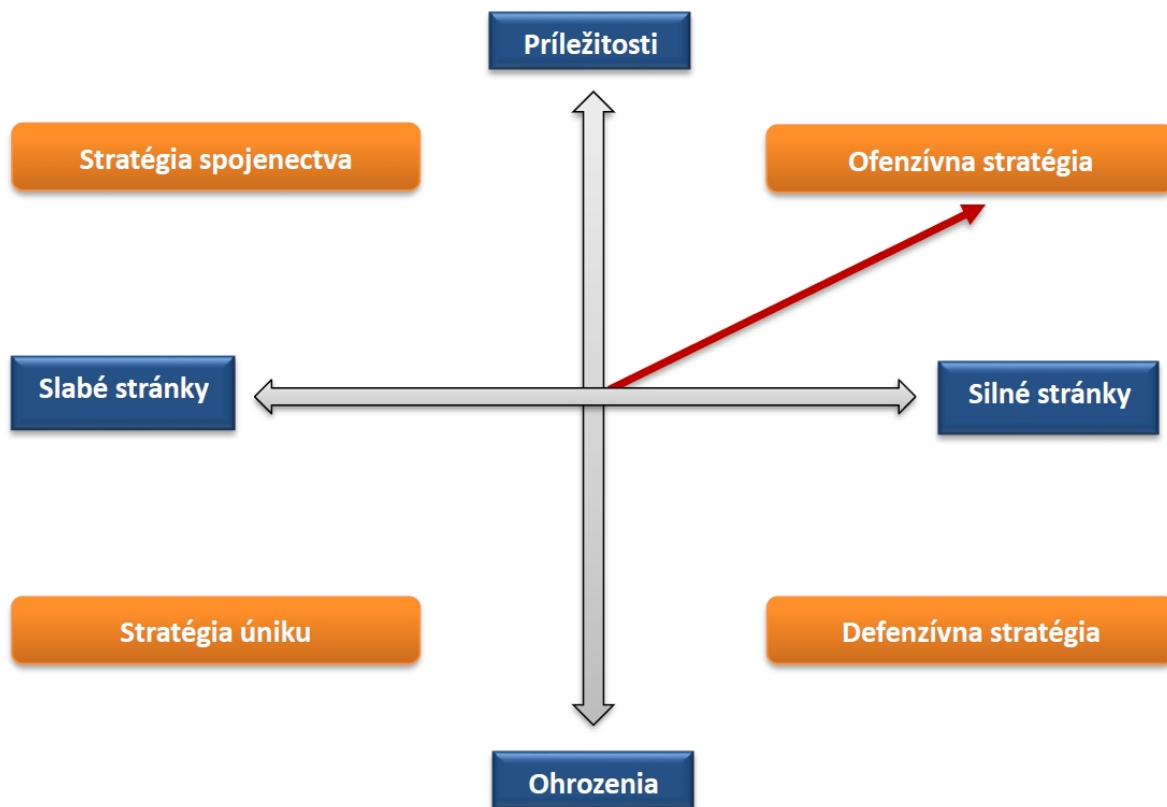 Príležitosti
Stratégia spojenectva
Ofenzívna stratégia
Slabé stránky
Silné stránky
Stratégia úniku
Defenzívna stratégia
Ohrozenia